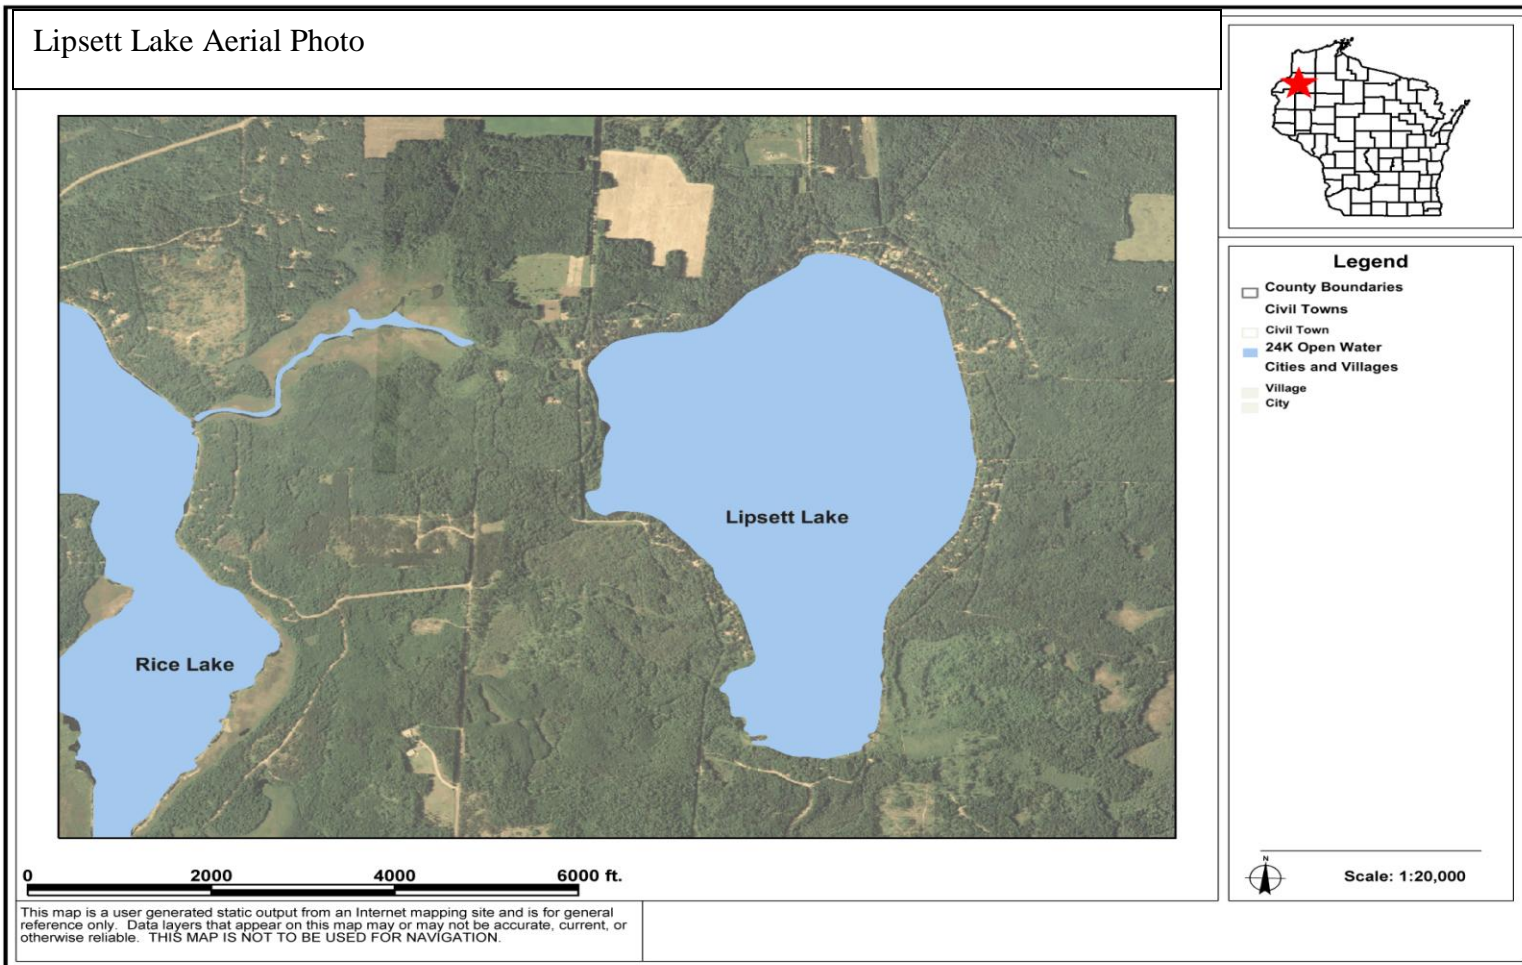 Lipsett Lake Aerial Photo
Legend
County Boundaries
Civil Towns
Civil Town
24K Open Water
Cities and Villages
Village
City
Lipsett Lake
Rice Lake
N
Scale: 1:20,000
0 2000 4000 6000 ft.
This map is a user generated static output from an Internet mapping site and is for general
reference only. Data layers that appear on this map may or may not be accurate, current, or
otherwise reliable. THIS MAP IS NOT TO BE USED FOR NAVIGATION.